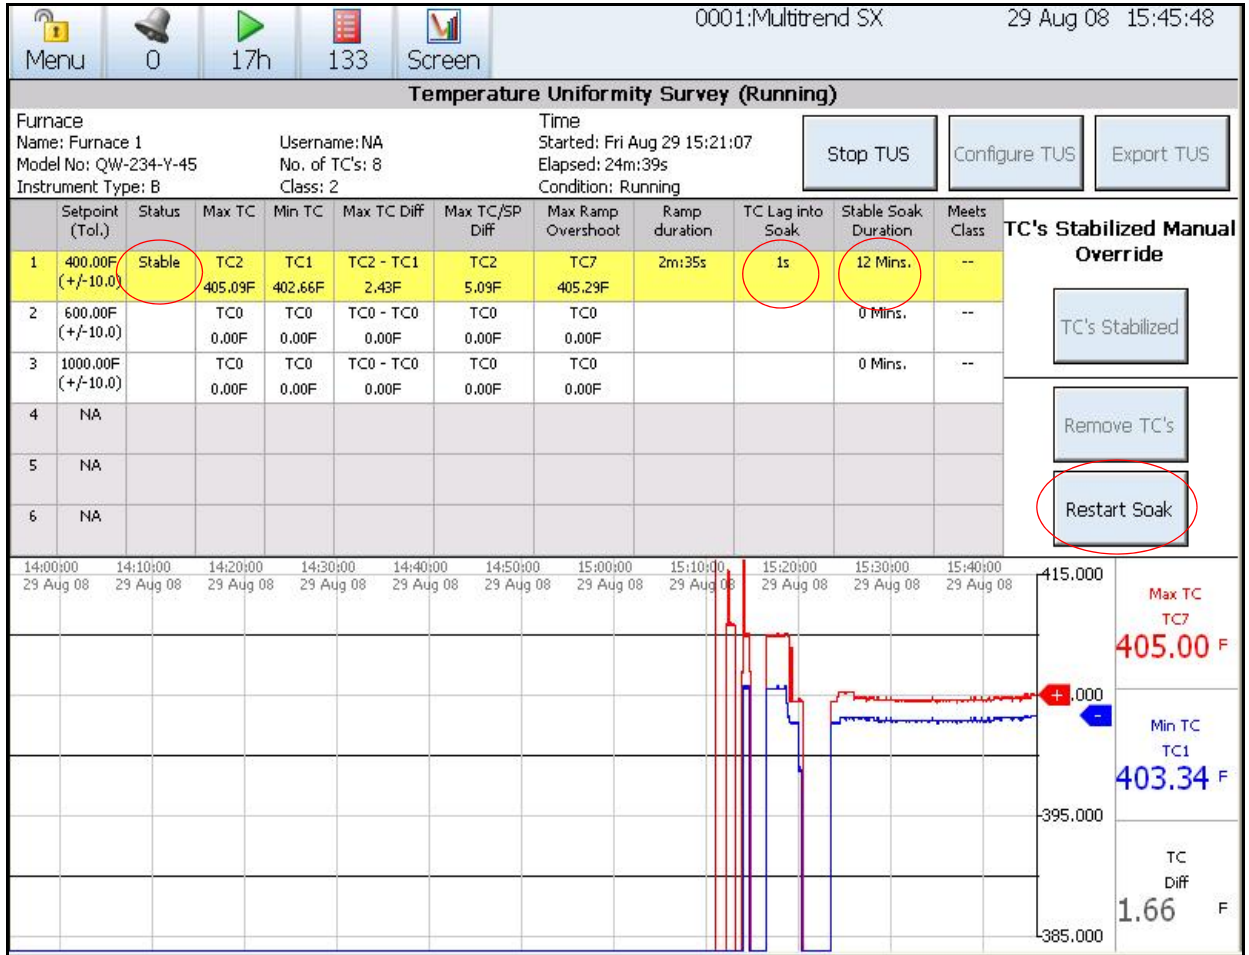 0001:Multitrend SX 29 Aug 08 15:45:48
Menu 0 17h 133 Screen
Temperature Uniformity Survey (Running)
Furnace
Name: Furnace 1
Model No: QW-234-Y-45
Instrument Type: B
Username:NA
No. of TC's: 8
Class: 2
Time
Started: Fri Aug 29 15:21:07
Elapsed: 24m:39s
Condition: Running
Stop TUS
Configure TUS
Export TUS
Setpoint (Tol.) Status Max TC Min TC Max TC Diff Max TC/SP Diff Max Ramp Overshoot Ramp duration TC Lag into Soak Stable Soak Duration Meets Class
1 400.00F Stable TC2 TC1 TC2 - TC1 TC2 TC7 2m:35s 1s 12 Mins. --
(+/-10.0) 405.09F 402.66F 2.43F 5.09F 405.29F
2 600.00F TC0 TC0 TC0 - TC0 TC0 TC0 0 Mins. --
(+/-10.0) 0.00F 0.00F 0.00F 0.00F 0.00F
3 1000.00F TC0 TC0 TC0 - TC0 TC0 TC0 0 Mins. --
(+/-10.0) 0.00F 0.00F 0.00F 0.00F 0.00F
4 NA
5 NA
6 NA
TC's Stabilized Manual
Override
TC's Stabilized
Remove TC's
Restart Soak
14:00:00 14:10:00 14:20:00 14:30:00 14:40:00 14:50:00 15:00:00 15:10:00 15:20:00 15:30:00 15:40:00
29 Aug 08 29 Aug 08 29 Aug 08 29 Aug 08 29 Aug 08 29 Aug 08 29 Aug 08 29 Aug 08 29 Aug 08 29 Aug 08 29 Aug 08
415.000
+ .000
-
395.000
385.000
Max TC
TC7
405.00 F
Min TC
TC1
403.34 F
TC
Diff
1.66 F